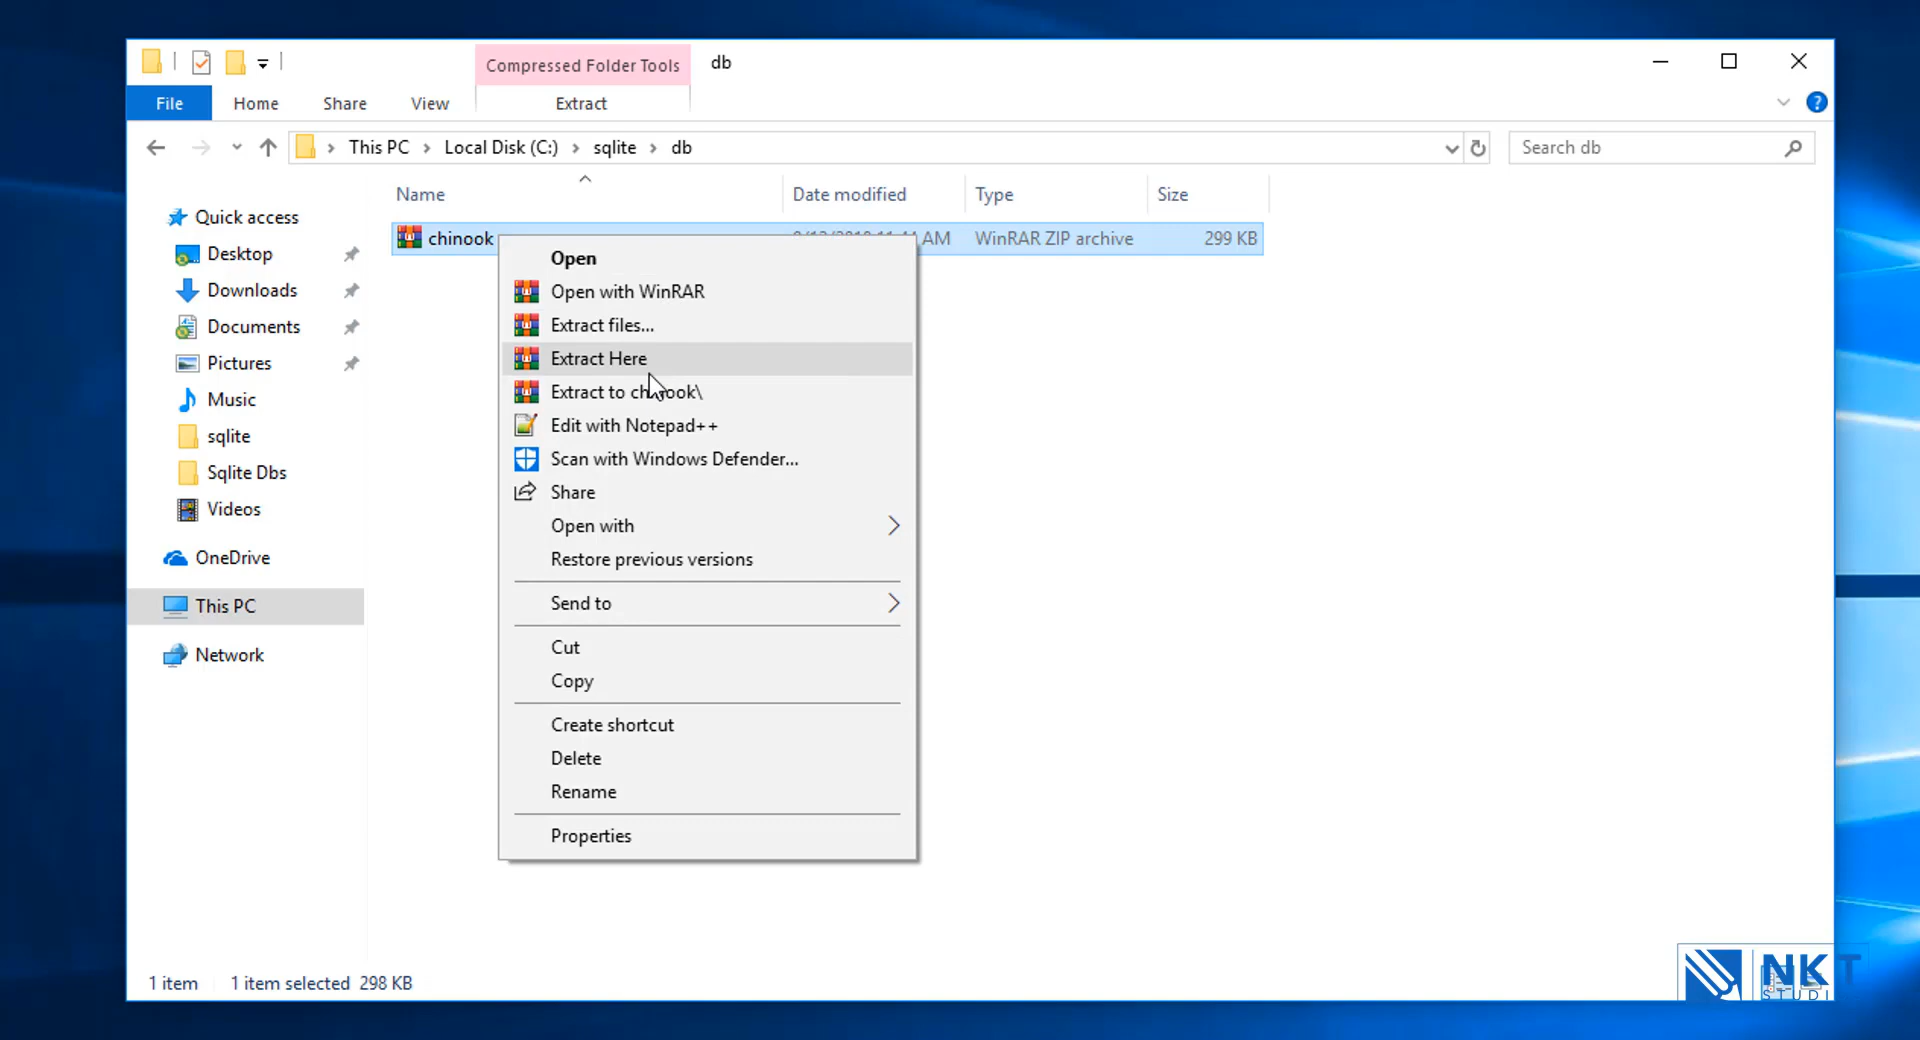 Compressed Folder Tools
db
File
Home
Share
View
Extract
This PC
Local Disk (C:)
sqlite
db
Search db
Name
Date modified
Type
Size
chinook
AM
WinRAR ZIP archive
299 KB
Quick access
Desktop
Downloads
Documents
Pictures
Music
sqlite
Sqlite Dbs
Videos
OneDrive
This PC
Network
Open
Open with WinRAR
Extract files...
Extract Here
Extract to chinook\
Edit with Notepad++
Scan with Windows Defender...
Share
Open with
Restore previous versions
Send to
Cut
Copy
Create shortcut
Delete
Rename
Properties
1 item
1 item selected 298 KB
NKT
STUDI